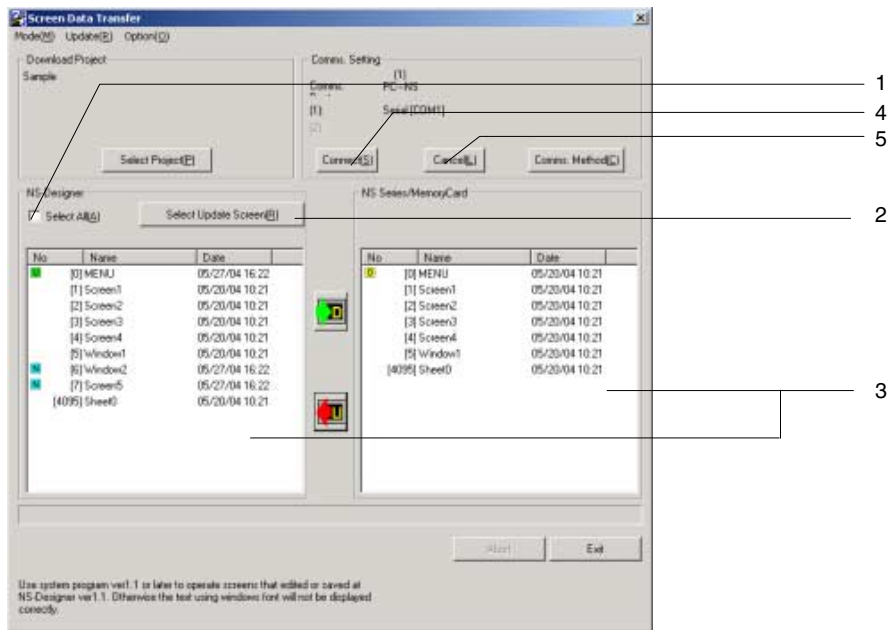 Screen Data Transfer
Mode(M) Update(R) Option(O)
Download Project
Sample
Select Project(P)
Comms. Setting
[1]
Comms. PC-NS
[1] Serial [COM1]
[2]
Connect(S) Cancel(L) Comms. Method(C)
1
4
5
NS-Designer
Select All(A) Select Update Screen(R)
2
No Name Date
U [0] MENU 05/27/04 16:22
[1] Screen1 05/20/04 10:21
[2] Screen2 05/20/04 10:21
[3] Screen3 05/20/04 10:21
[4] Screen4 05/20/04 10:21
[5] Window1 05/20/04 10:21
N [6] Window2 05/27/04 16:22
N [7] Screen5 05/27/04 16:22
[4095] Sheet0 05/20/04 10:21
D
U
NS Series/MemoryCard
No Name Date
D [0] MENU 05/20/04 10:21
[1] Screen1 05/20/04 10:21
[2] Screen2 05/20/04 10:21
[3] Screen3 05/20/04 10:21
[4] Screen4 05/20/04 10:21
[5] Window1 05/20/04 10:21
[4095] Sheet0 05/20/04 10:21
3
Abort Exit
Use system program ver1.1 or later to operate screens that edited or saved at
NS-Designer ver1.1. Otherwise the text using windows font will not be displayed
correctly.